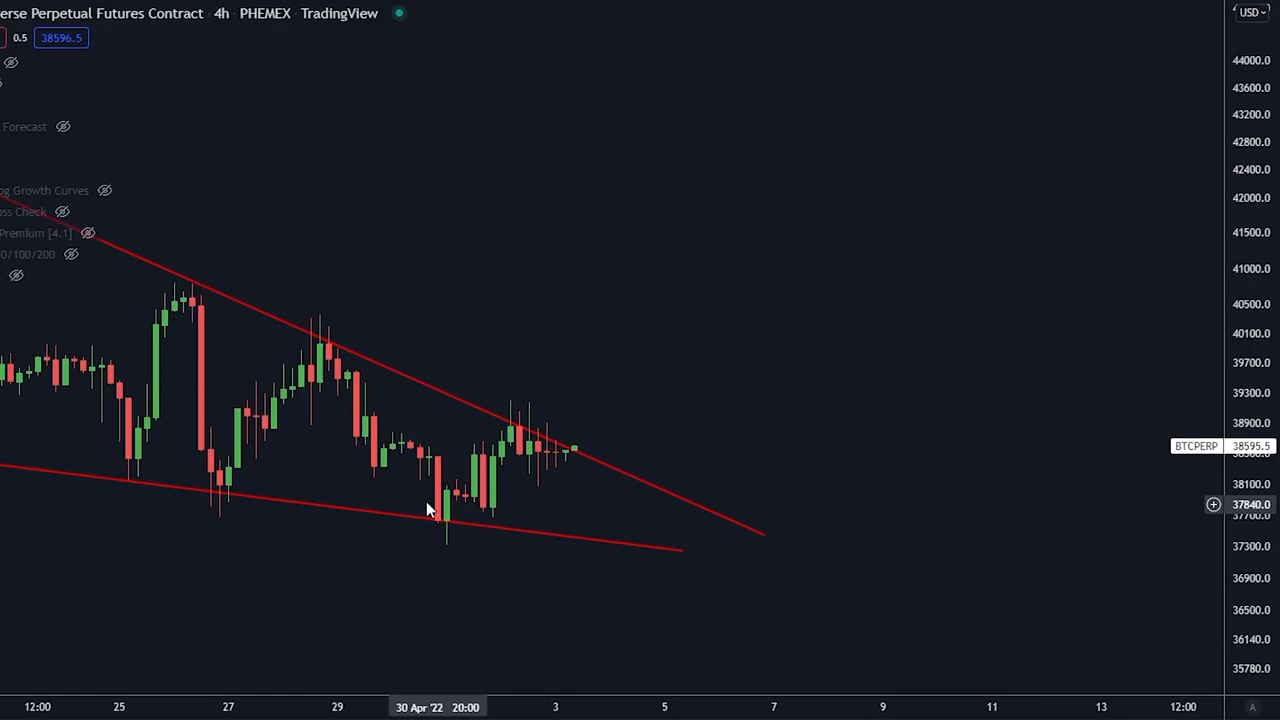 erse Perpetual Futures Contract · 4h · PHEMEX · TradingView
0.5 38596.5
Forecast
og Growth Curves
oss Check
Premium [4.1]
0/100/200
USD
44000.0
43600.0
43200.0
42800.0
42400.0
42000.0
41500.0
41000.0
40500.0
40100.0
39700.0
39300.0
38900.0
BTCPERP 38595.5
38100.0
37840.0
37700.0
37300.0
36900.0
36500.0
36140.0
35780.0
12:00 25 27 29 30 Apr '22 20:00 3 5 7 9 11 13 12:00 A